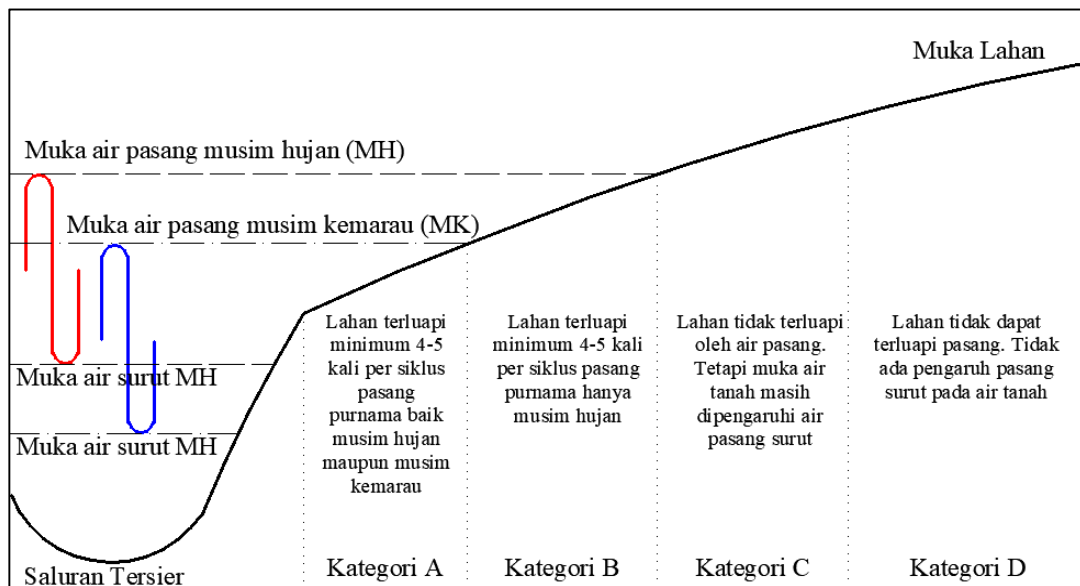 Muka Lahan
Muka air pasang musim hujan (MH)
Muka air pasang musim kemarau (MK)
Muka air surut MH
Muka air surut MH
Saluran Tersier
Lahan terluapi
minimum 4-5
kali per siklus
pasang
purnama baik
musim hujan
maupun musim
kemarau
Kategori A
Lahan terluapi
minimum 4-5 kali
per siklus pasang
purnama hanya
musim hujan
Kategori B
Lahan tidak terluapi
oleh air pasang.
Tetapi muka air
tanah masih
dipengaruhi air
pasang surut
Kategori C
Lahan tidak dapat
terluapi pasang. Tidak
ada pengaruh pasang
surut pada air tanah
Kategori D